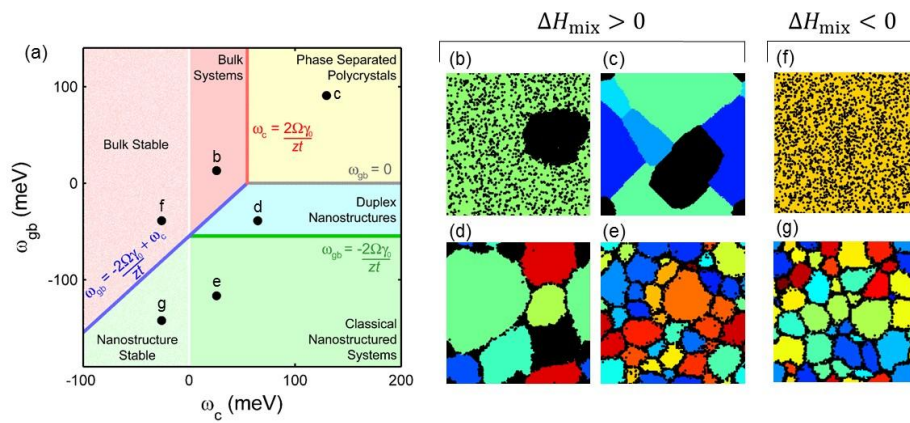 ΔH_mix > 0
ΔH_mix < 0
(a)
(b)
(c)
(f)
Bulk
Systems
Phase Separated
Polycrystals
c
100
Bulk Stable
ω_c = 2Ωγ_0/zt
b
ω_gb = 0
0
f
d
Duplex
Nanostructures
ω_gb (meV)
ω_gb = -2Ωγ_0/zt + ω_c
ω_gb = -2Ωγ_0/zt
(d)
(e)
(g)
-100
e
g
Nanostructure
Stable
Classical
Nanostructured
Systems
-100
0
100
200
ω_c (meV)